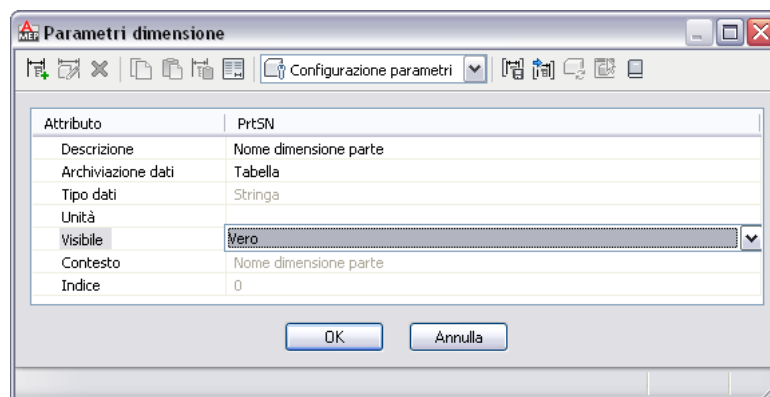 MEP Parametri dimensione
Configurazione parametri
Attributo PrtSN
Descrizione Nome dimensione parte
Archiviazione dati Tabella
Tipo dati Stringa
Unità
Visibile Vero
Contesto Nome dimensione parte
Indice 0
OK Annulla